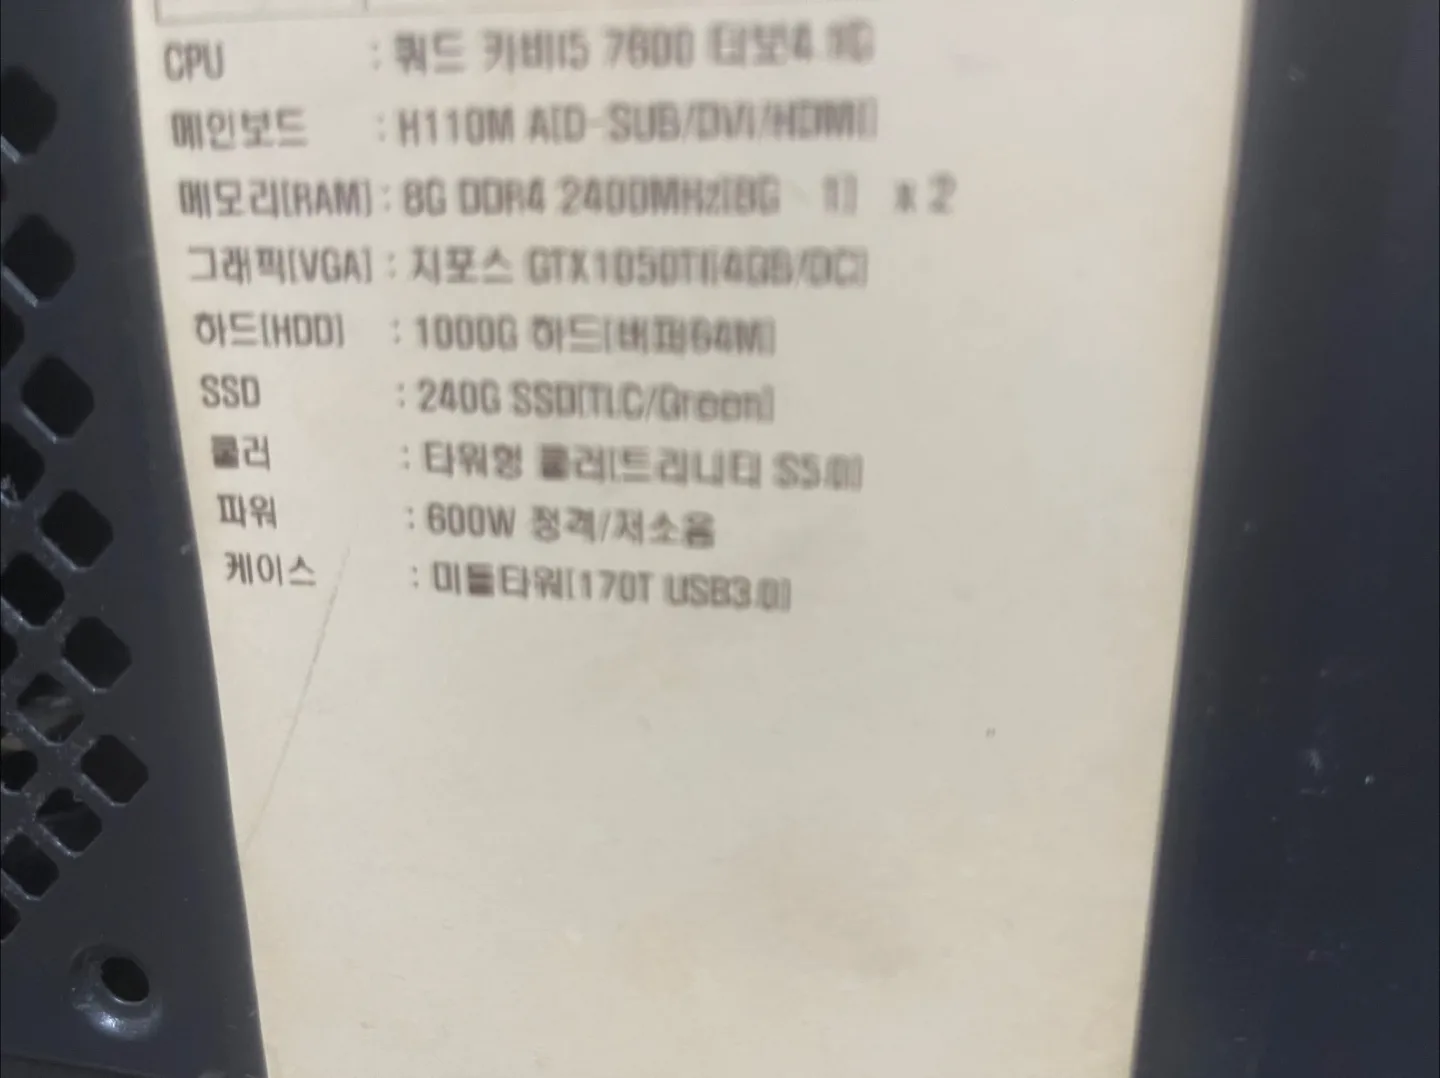 CPU : 쿼드 카비I5 7600 [터보4.1G
메인보드 : H110M A[D-SUB/DVI/HDMI]
메모리[RAM] : 8G DDR4 2400MHz[8G 1] * 2
그래픽[VGA] : 지포스 GTX1050TI[4GB/OC]
하드[HDD] : 1000G 하드[버퍼64M]
SSD : 240G SSD[TLC/Green]
쿨러 : 타워형 쿨러[트리니티 S5.0]
파워 : 600W 정격/저소음
케이스 : 미들타워[170T USB3.0]